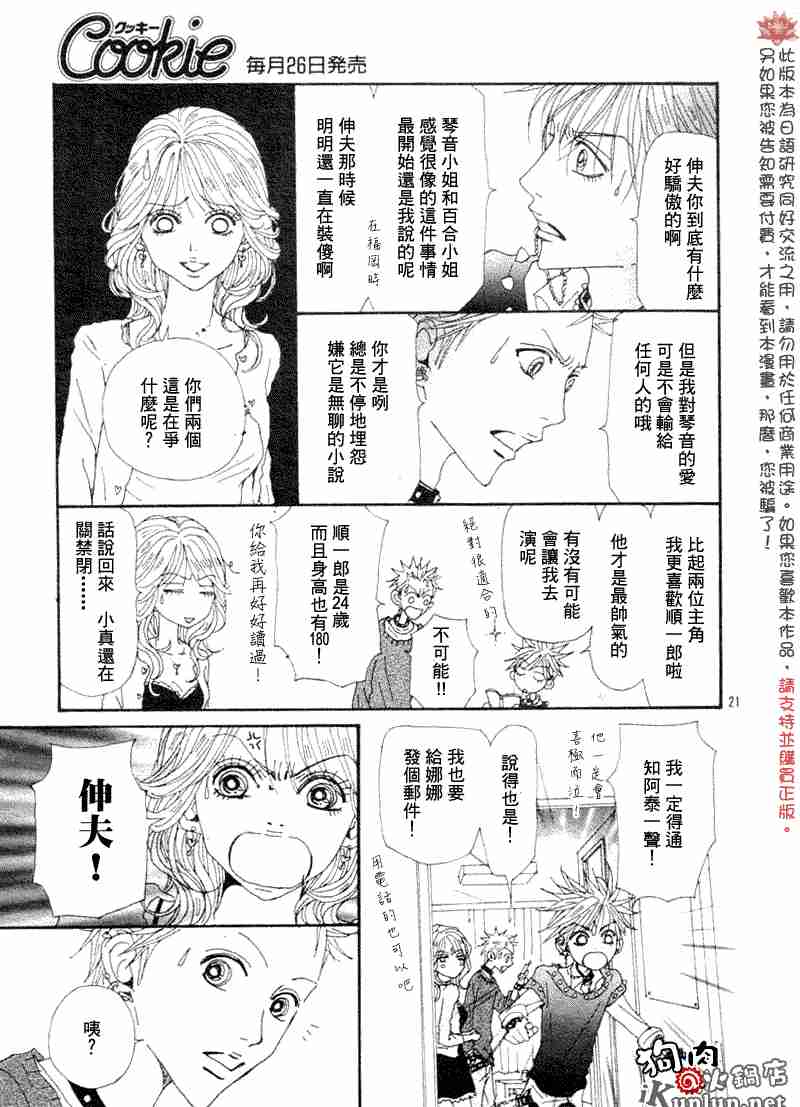 クッキー
Cookie 毎月26日発売
此版本為日語研究同好交流之用，請勿用於任何商業用途。如果您喜歡本作品，請支持並購買正版。
另如果您被告知需要付費，才能看到本漫畫，那麼，您被騙了！
伸夫你到底有什麼
好驕傲的啊
琴音小姐和百合小姐
感覺很像的這件事情
最開始還是我說的呢
在福岡時
伸夫那時候
明明還一直在裝傻啊
但是我對琴音的愛
可是不會輸給
任何人的哦
你才是咧
總是不停地埋怨
嫌它是無聊的小說
你們兩個
這是在爭
什麼呢？
比起兩位主角
我更喜歡順一郎啦
他才是最帥氣的
有沒有可能
會讓我去
演呢
絕對很適合的
不可能!!
順一郎是24歲
而且身高也有
180！
你給我再好好讀過！
話說回來 小真還在
關禁閉……
21
我一定得通
知阿泰一聲！
他一定會
喜極而泣！
說得也是！
我也要
給娜娜
發個郵件！
用電話的也可以吧
伸夫！
咦？
狗肉
火鍋店
iKuplup.net